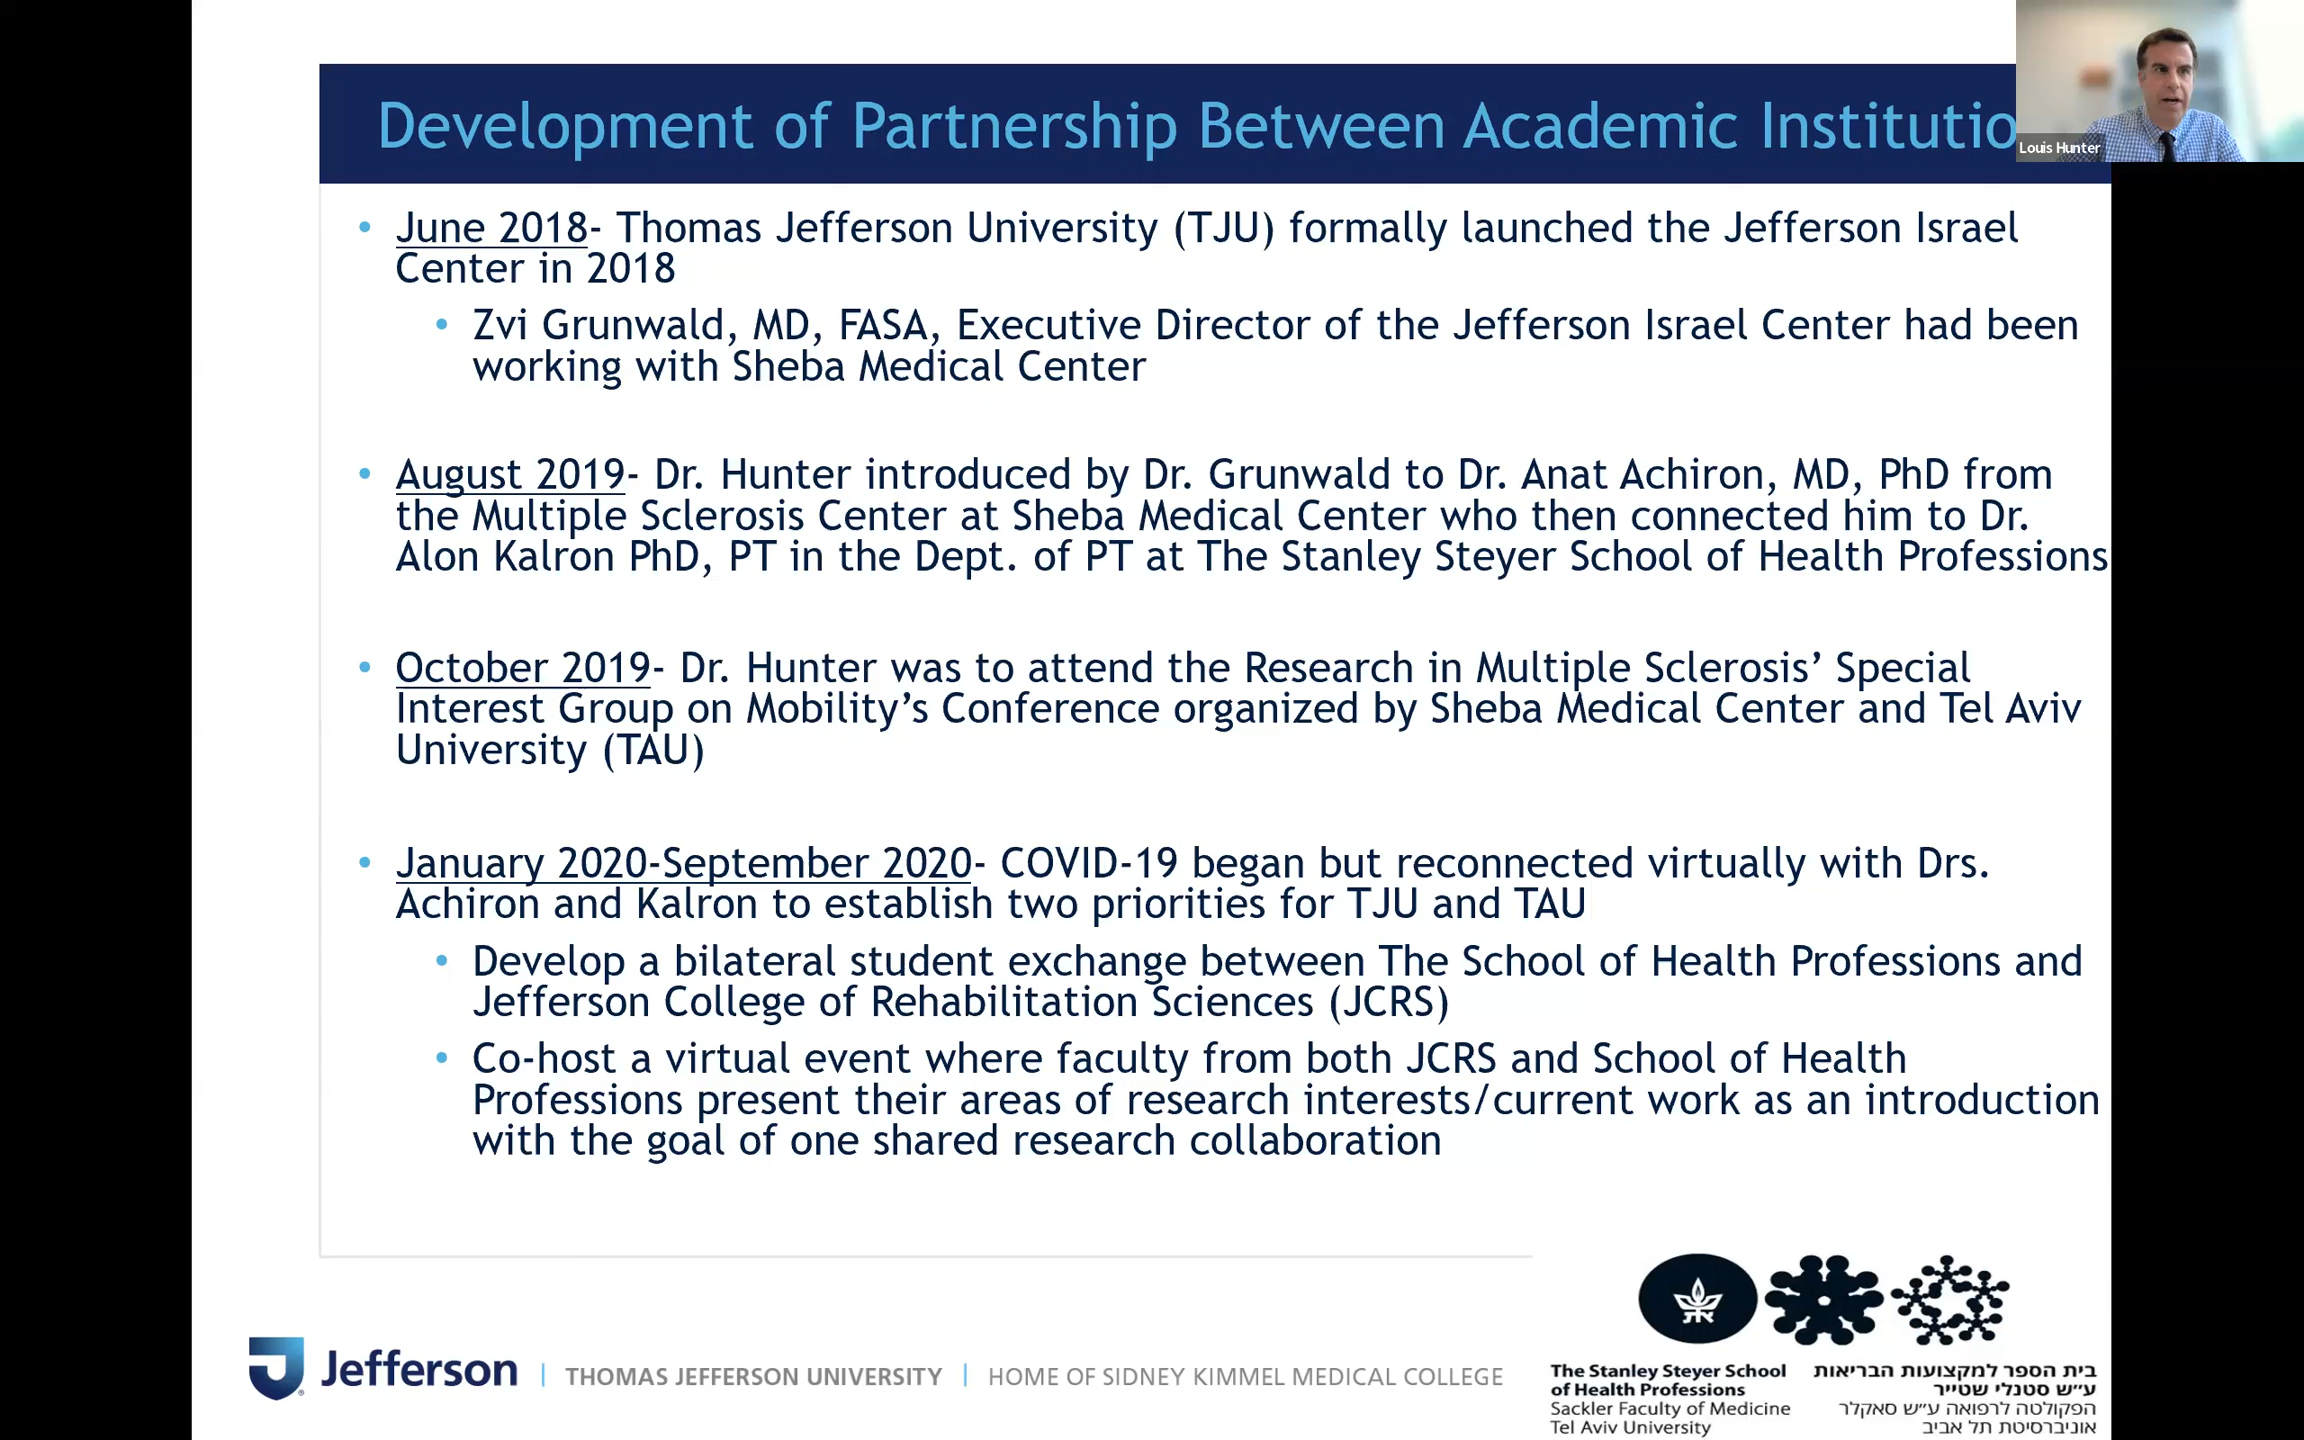 Development of Partnership Between Academic Institutio
Louis Hunter
• June 2018- Thomas Jefferson University (TJU) formally launched the Jefferson Israel
Center in 2018
• Zvi Grunwald, MD, FASA, Executive Director of the Jefferson Israel Center had been
working with Sheba Medical Center
• August 2019- Dr. Hunter introduced by Dr. Grunwald to Dr. Anat Achiron, MD, PhD from
the Multiple Sclerosis Center at Sheba Medical Center who then connected him to Dr.
Alon Kalron PhD, PT in the Dept. of PT at The Stanley Steyer School of Health Professions
• October 2019- Dr. Hunter was to attend the Research in Multiple Sclerosis’ Special
Interest Group on Mobility’s Conference organized by Sheba Medical Center and Tel Aviv
University (TAU)
• January 2020-September 2020- COVID-19 began but reconnected virtually with Drs.
Achiron and Kalron to establish two priorities for TJU and TAU
• Develop a bilateral student exchange between The School of Health Professions and
Jefferson College of Rehabilitation Sciences (JCRS)
• Co-host a virtual event where faculty from both JCRS and School of Health
Professions present their areas of research interests/current work as an introduction
with the goal of one shared research collaboration
Jefferson | THOMAS JEFFERSON UNIVERSITY | HOME OF SIDNEY KIMMEL MEDICAL COLLEGE
The Stanley Steyer School
of Health Professions
Sackler Faculty of Medicine
Tel Aviv University
בית הספר למקצועות הבריאות
ע״ש סטנלי שטייר
הפקולטה לרפואה ע״ש סאקלר
אוניברסיטת תל אביב